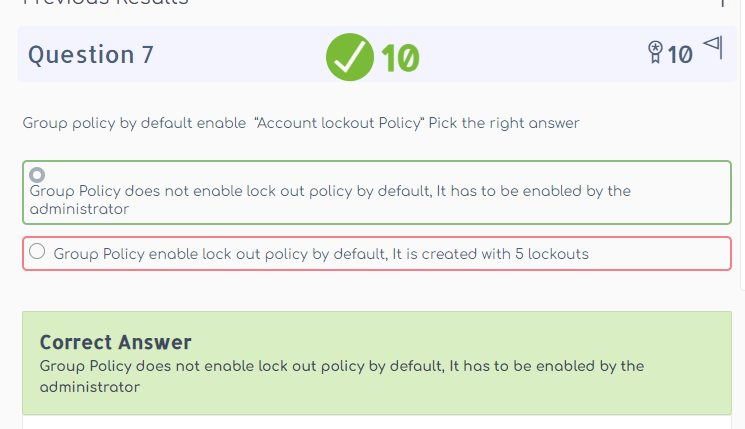 Previous Results
Question 7
10
10
Group policy by default enable “Account lockout Policy” Pick the right answer
Group Policy does not enable lock out policy by default, It has to be enabled by the
administrator
Group Policy enable lock out policy by default, It is created with 5 lockouts
Correct Answer
Group Policy does not enable lock out policy by default, It has to be enabled by the
administrator